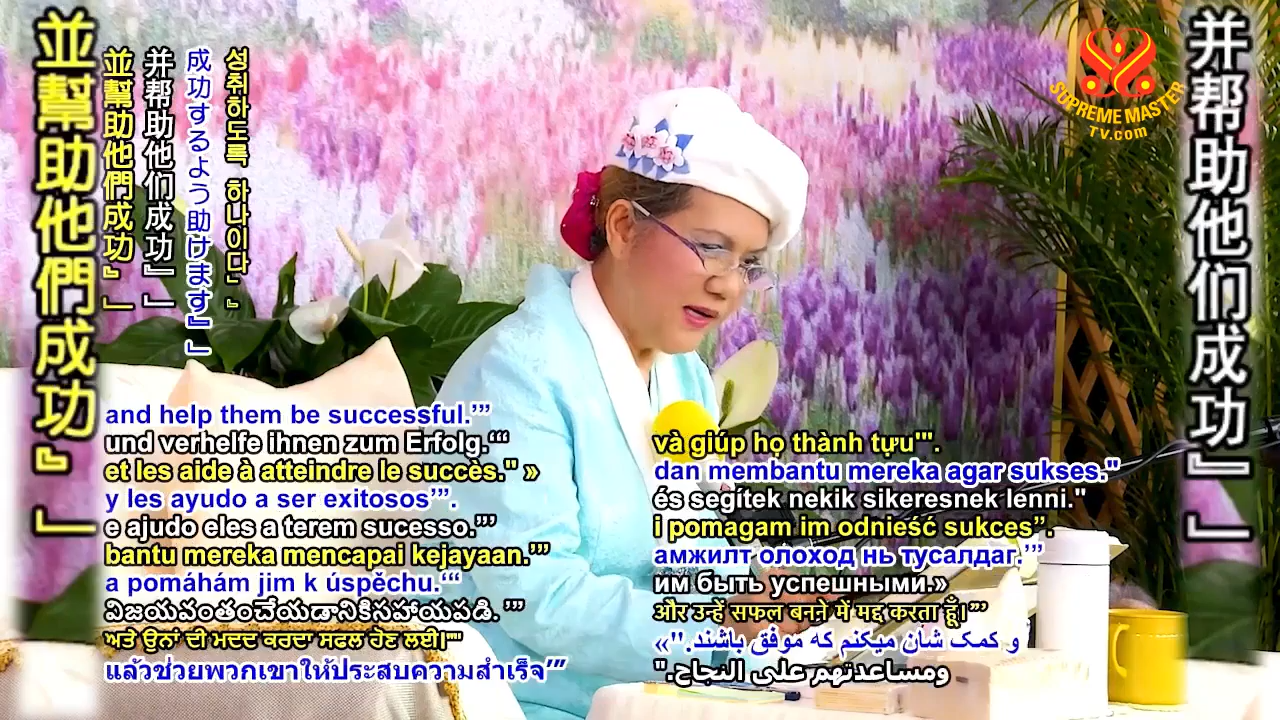 並幫助他們成功』」
並幫助他們成功』」
并帮助他们成功』」
成功するよう助けます』」
성취하도록 하나이다」』
SUPREME MASTER
TV.com
并帮助他们成功』」
and help them be successful.’”
und verhelfe ihnen zum Erfolg.‘“
et les aide à atteindre le succès." »
y les ayudo a ser exitosos’”.
e ajudo eles a terem sucesso.’”
bantu mereka mencapai kejayaan.’”
a pomáhám jim k úspěchu.‘“
విజయవంతంచేయడానికిసహాయపడి. ’”
ਅਤੇ ਉਨਾਂ ਦੀ ਮਦਦ ਕਰਦਾ ਸਫਲ ਹੋਣ ਲਈ।""
แล้วช่วยพวกเขาให้ประสบความสำเร็จ’”
và giúp họ thành tựu'".
dan membantu mereka agar sukses."
és segítek nekik sikeresnek lenni."
i pomagam im odnieść sukces”.
амжилт олоход нь тусалдаг.’”
им быть успешными.»
और उन्हें सफल बनने में मद्द करता हूँ।’”
و کمک شان میکنم که موفق باشند."»
ومساعدتهم على النجاح."